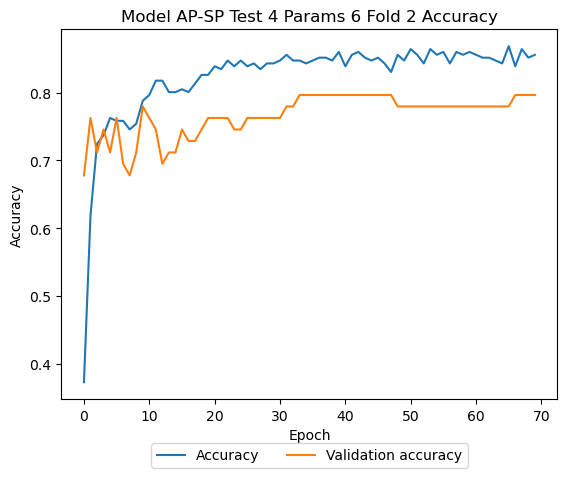 Model AP-SP Test 4 Params 6 Fold 2 Accuracy
0.8
0.7
0.6
0.5
0.4
Accuracy
0 10 20 30 40 50 60 70
Epoch
Accuracy Validation accuracy